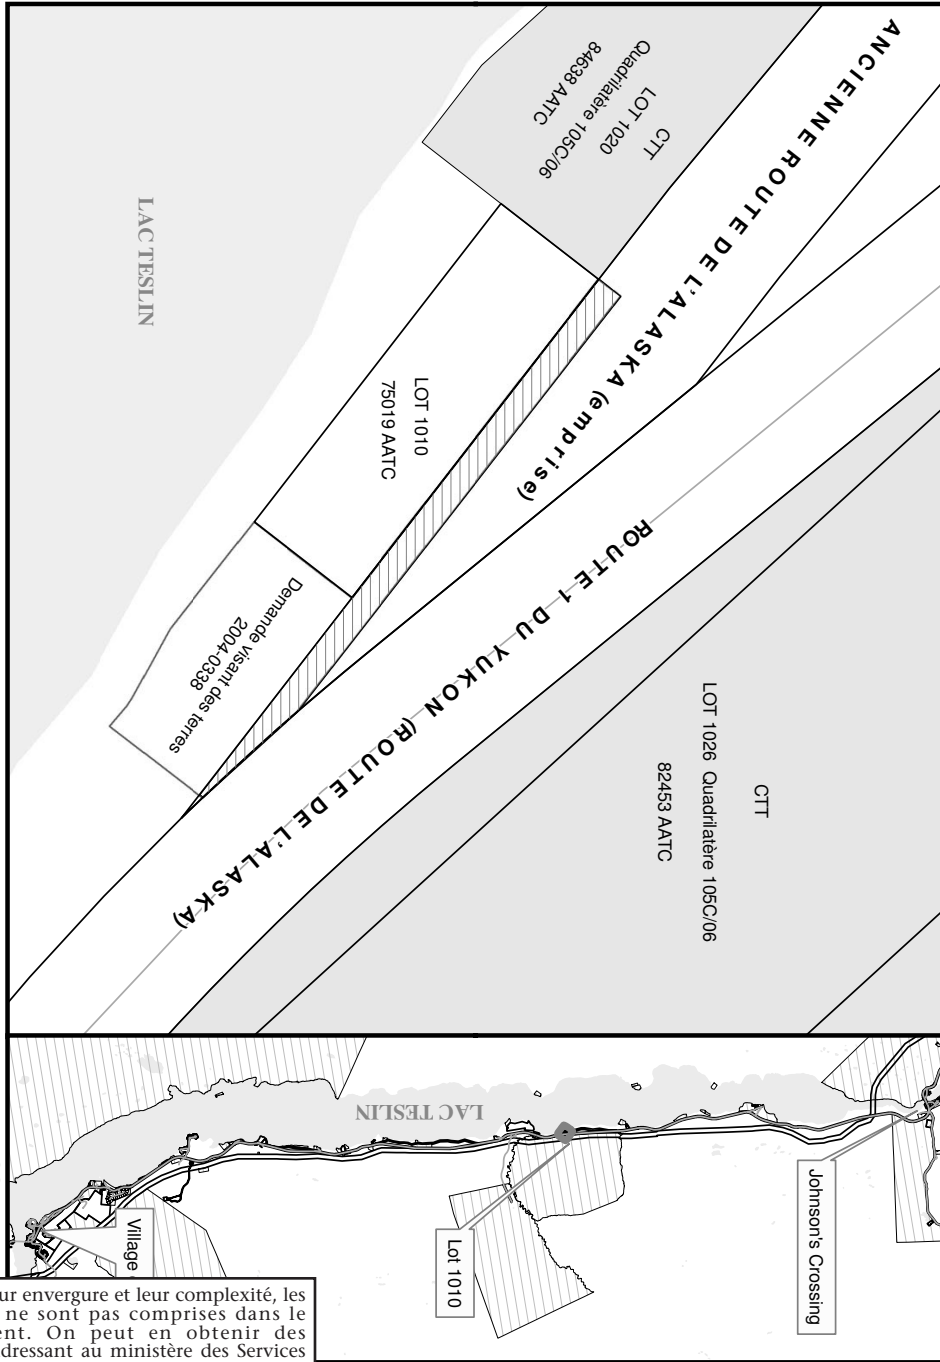 ANCIENNE ROUTE DE L'ALASKA (emprise)
CTT
LOT 1020
Quadrilatère 105C/06
84638 AATC
LAC TESLIN
LOT 1010
75019 AATC
Demande visant des terres
2004-0338
ROUTE 1 DU YUKON (ROUTE DE L'ALASKA)
CTT
LOT 1026 Quadrilatère 105C/06
82453 AATC
LAC TESLIN
Johnson's Crossing
Lot 1010
Village
ur envergure et leur complexité, les
ne sont pas comprises dans le
ent. On peut en obtenir des
dressant au ministère des Services